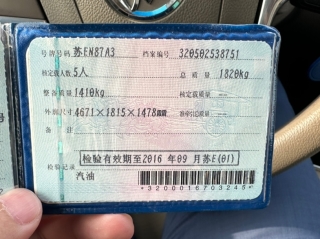 号牌号码 苏EN87A3 档案编号 320502538751
核定载人数 5人 总质量 1820kg
整备质量 1410kg 核定载质量 --
外廓尺寸 4671×1815×1478mm 准牵引总质量 --
备注
检验有效期至2016年09月苏E(01)
检验记录
汽油
*3200016703245*